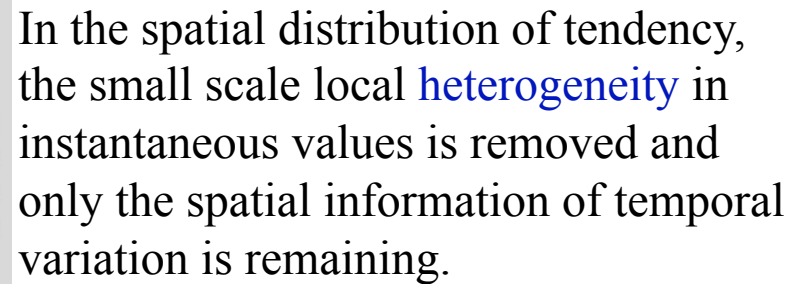 In the spatial distribution of tendency,
the small scale local heterogeneity in
instantaneous values is removed and
only the spatial information of temporal
variation is remaining.